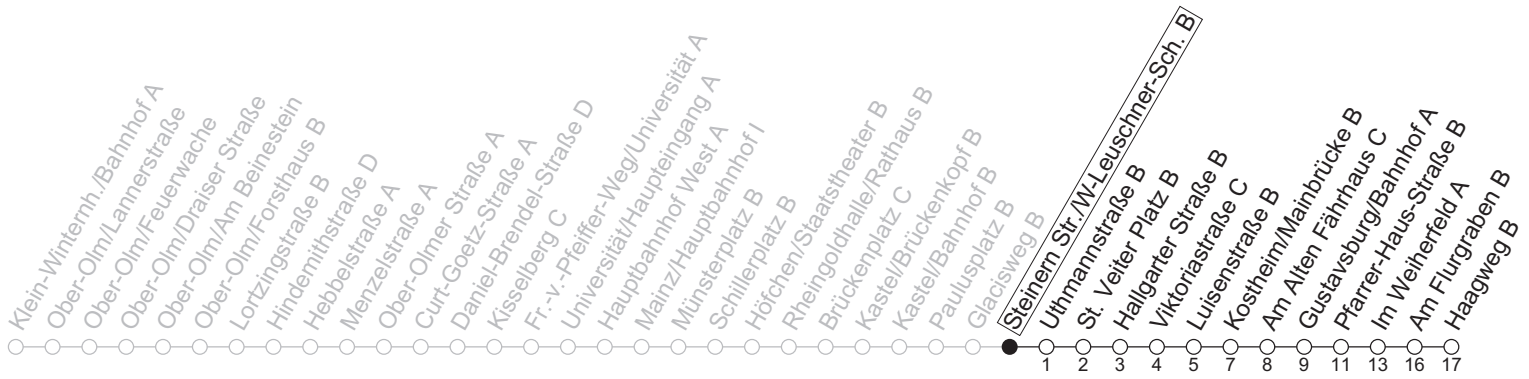 Klein-Winternh./Bahnhof A
Ober-Olm/Lannerstraße
Ober-Olm/Feuerwache
Ober-Olm/Draiser Straße
Ober-Olm/Am Beinestein
Ober-Olm/Forsthaus B
Lortzingstraße B
Hindemithstraße D
Hebbelstraße A
Menzelstraße A
Ober-Olmer Straße A
Curt-Goetz-Straße A
Daniel-Brendel-Straße D
Kisselberg C
Fr.-v.-Pfeiffer-Weg/Universität A
Universität/Haupteingang A
Hauptbahnhof West A
Mainz/Hauptbahnhof I
Münsterplatz B
Schillerplatz B
Höfchen/Staatstheater B
Rheingoldhalle/Rathaus B
Brückenplatz C
Kastel/Brückenkopf B
Kastel/Bahnhof B
Paulusplatz B
Glacisweg B
Steinern Str./W-Leuschner-Sch. B
Uthmannstraße B
St. Veiter Platz B
Hallgarter Straße B
Viktoriastraße C
Luisenstraße B
Kostheim/Mainbrücke B
Am Alten Fährhaus C
Gustavsburg/Bahnhof A
Pfarrer-Haus-Straße B
Im Weiherfeld A
Am Flurgraben B
Haagweg B
1 2 3 4 5 7 8 9 11 13 16 17